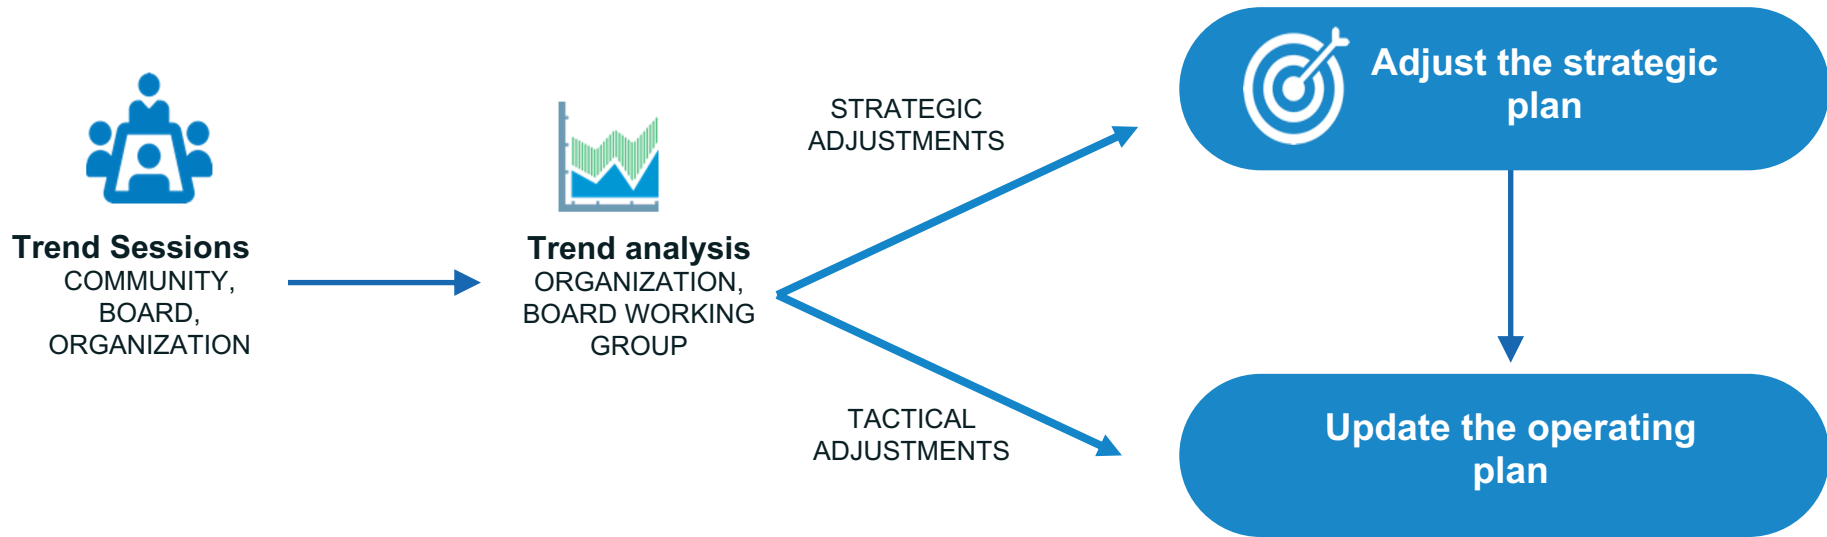 Trend Sessions
COMMUNITY,
BOARD,
ORGANIZATION
Trend analysis
ORGANIZATION,
BOARD WORKING
GROUP
STRATEGIC
ADJUSTMENTS
TACTICAL
ADJUSTMENTS
Adjust the strategic
plan
Update the operating
plan